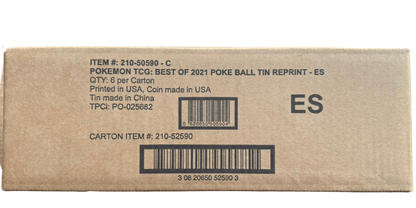 ITEM #: 210-50590 - C
POKEMON TCG: BEST OF 2021 POKE BALL TIN REPRINT - ES
QTY: 6 per Carton
Printed in USA, Coin made in USA
Tin made in China
TPCi: PO-025662
ES
CARTON ITEM #: 210-52590
3 08 20650 52590 3